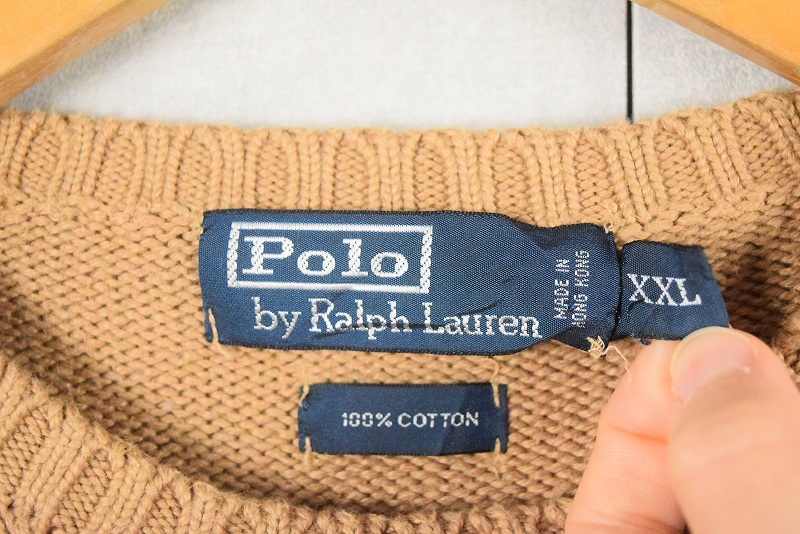 Polo
by Ralph Lauren
MADE IN
HONG KONG
XXL
100% COTTON